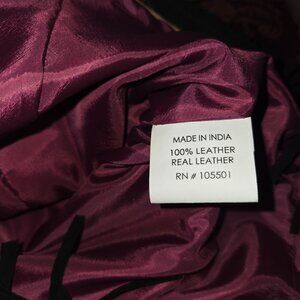 MADE IN INDIA
100% LEATHER
REAL LEATHER
RN # 105501